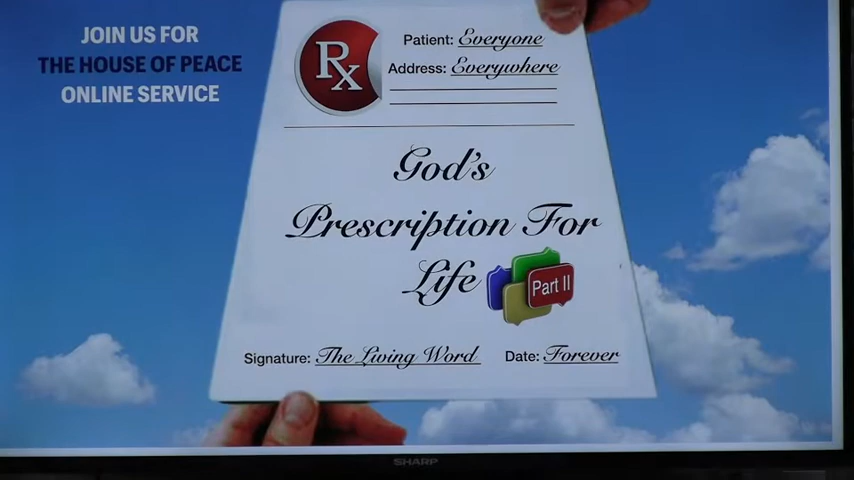 JOIN US FOR
THE HOUSE OF PEACE
ONLINE SERVICE
Rx
Patient: Everyone
Address: Everywhere
God's
Prescription For
Life
Part II
Signature: The Living Word Date: Forever
SHARP